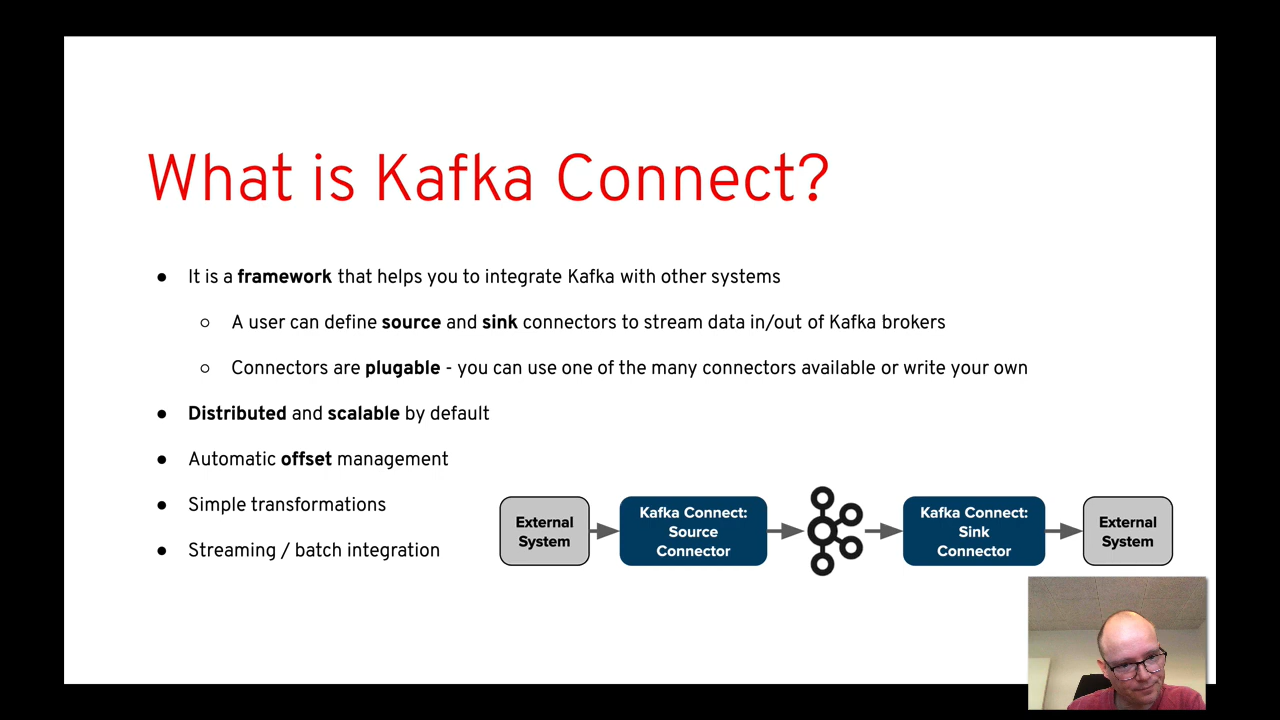 What is Kafka Connect?
● It is a framework that helps you to integrate Kafka with other systems
○ A user can define source and sink connectors to stream data in/out of Kafka brokers
○ Connectors are plugable - you can use one of the many connectors available or write your own
● Distributed and scalable by default
● Automatic offset management
● Simple transformations
● Streaming / batch integration
External
System
Kafka Connect:
Source
Connector
Kafka Connect:
Sink
Connector
External
System